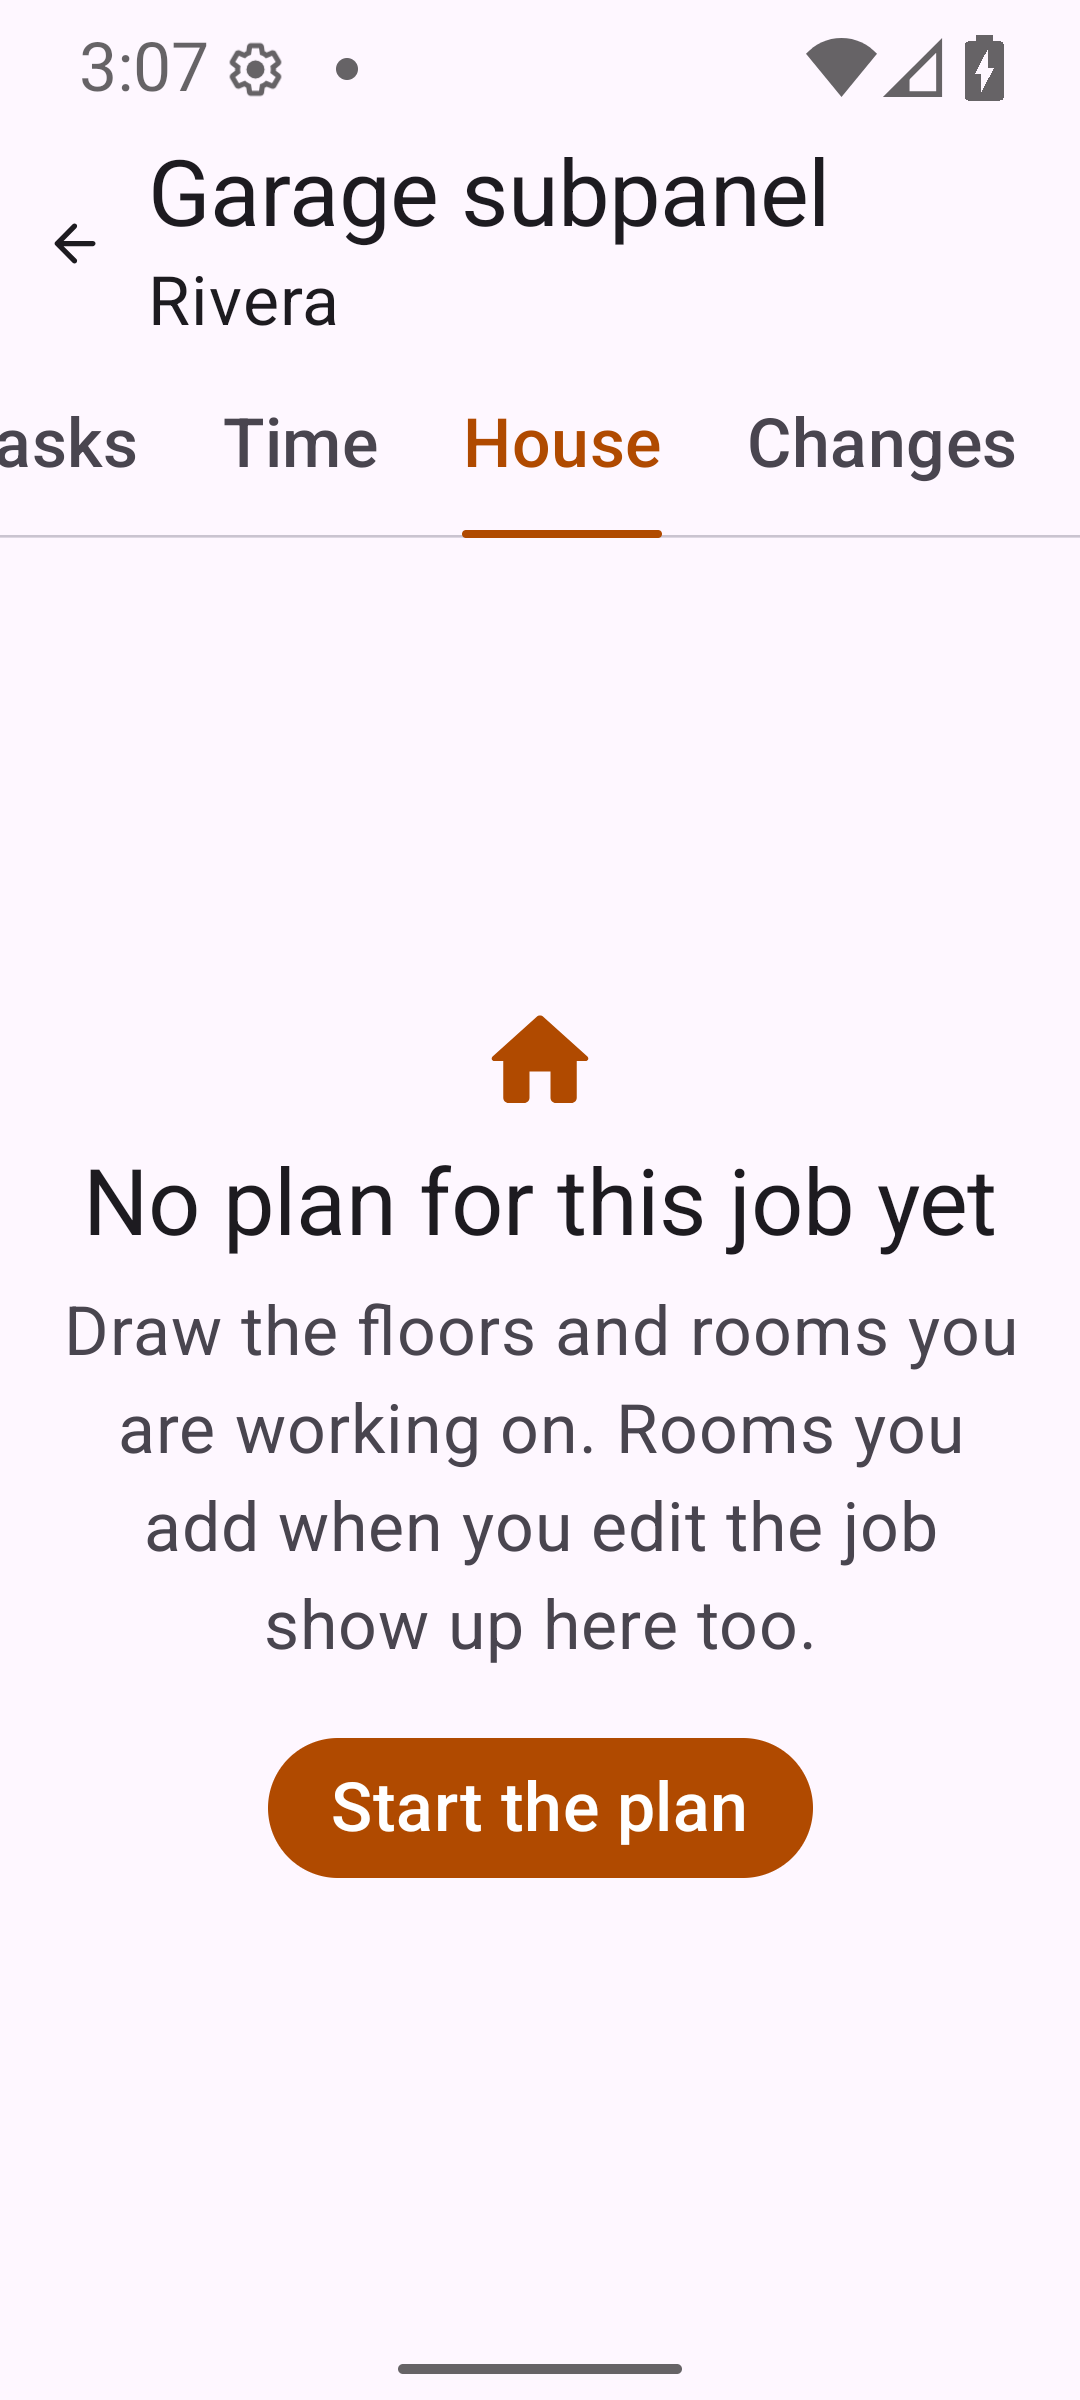 3:07
Garage subpanel
Rivera
asks Time House Changes
No plan for this job yet
Draw the floors and rooms you
are working on. Rooms you
add when you edit the job
show up here too.
Start the plan